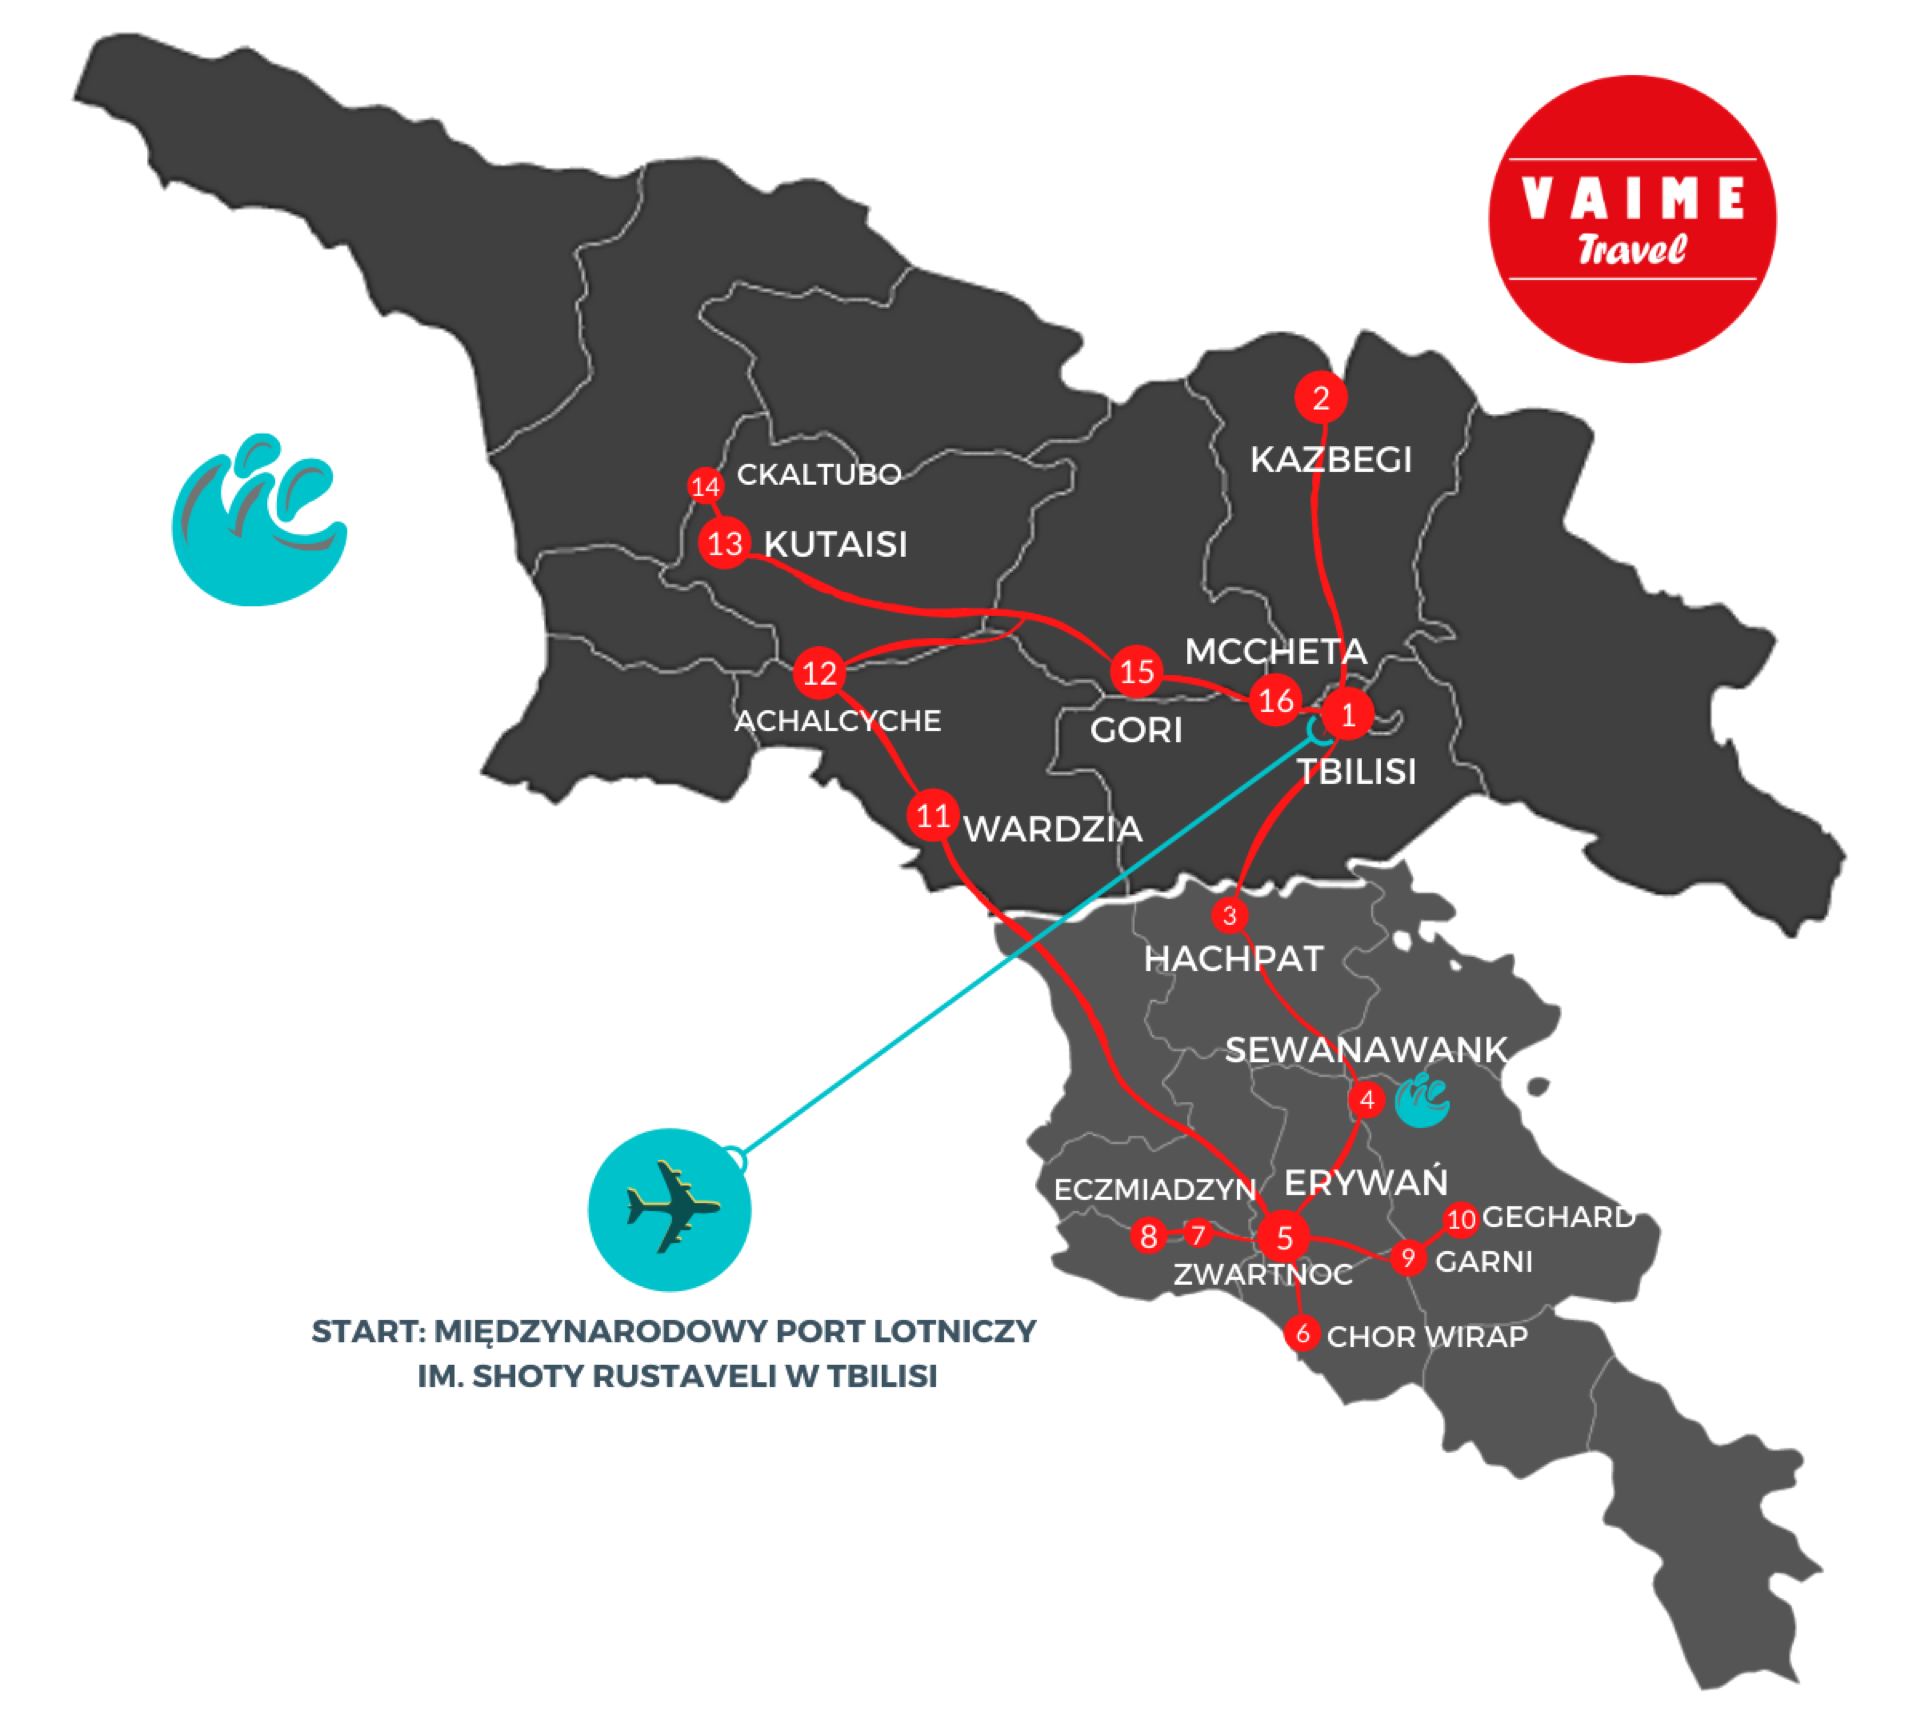 VAIME
Travel
2
KAZBEGI
14
CKALTUBO
13
KUTAISI
MCCHETA
12
15
16
1
ACHALCYCHE
GORI
TBILISI
11
WARDZIA
3
HACHPAT
SEWANAWANK
4
ERYWAŃ
ECZMIADZYN
8
7
5
10
GEGHARD
9
GARNI
ZWARTNOC
6
CHOR WIRAP
START: MIĘDZYNARODOWY PORT LOTNICZY
IM. SHOTY RUSTAVELI W TBILISI